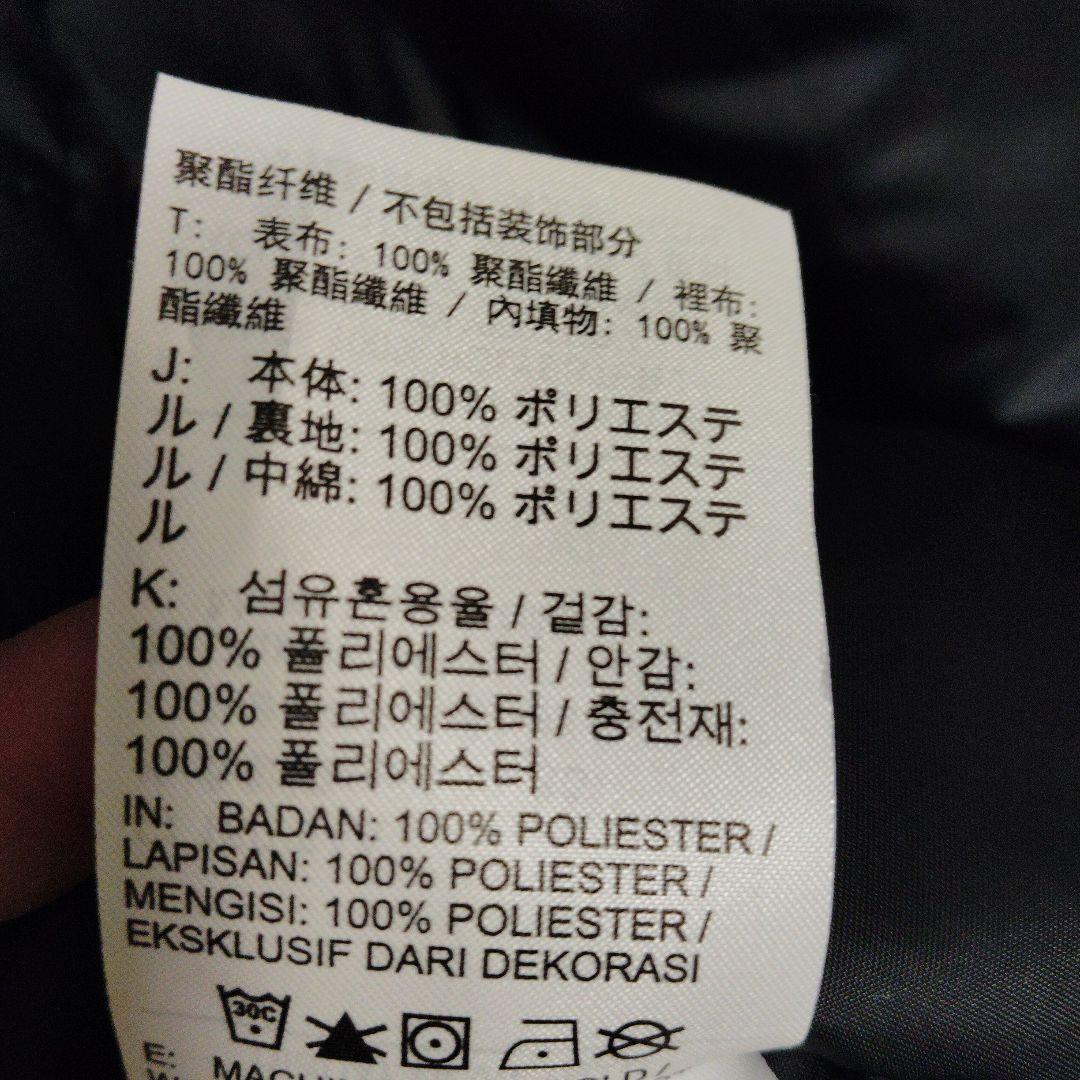 聚酯纤维 / 不包括装饰部分
T: 表布: 100% 聚酯纖維 / 裡布:
100% 聚酯纖維 / 內填物: 100% 聚
酯纖維
J: 本体: 100% ポリエステ
ル / 裏地: 100% ポリエステ
ル / 中綿: 100% ポリエステ
ル
K: 섬유혼용율 / 겉감:
100% 폴리에스터 / 안감:
100% 폴리에스터 / 충전재:
100% 폴리에스터
IN: BADAN: 100% POLIESTER /
LAPISAN: 100% POLIESTER /
MENGISI: 100% POLIESTER /
EKSKLUSIF DARI DEKORASI
30C
E: